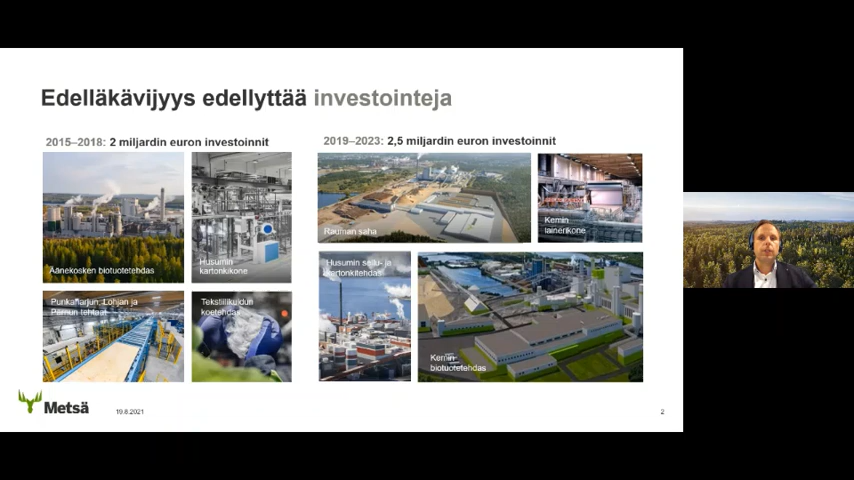 Edelläkävijyys edellyttää investointeja
2015–2018: 2 miljardin euron investoinnit
2019–2023: 2,5 miljardin euron investoinnit
Äänekosken biotuotetehdas
Husumin
kartonkikone
Rauman saha
Kemin
lainerikone
Punkaharjun, Lohjan ja
Pärnun tehtaat
Tekstiilikuidun
koetehdas
Husumin sellu- ja
kartonkitehdas
Kemin
biotuotetehdas
Metsä
19.8.2021
2